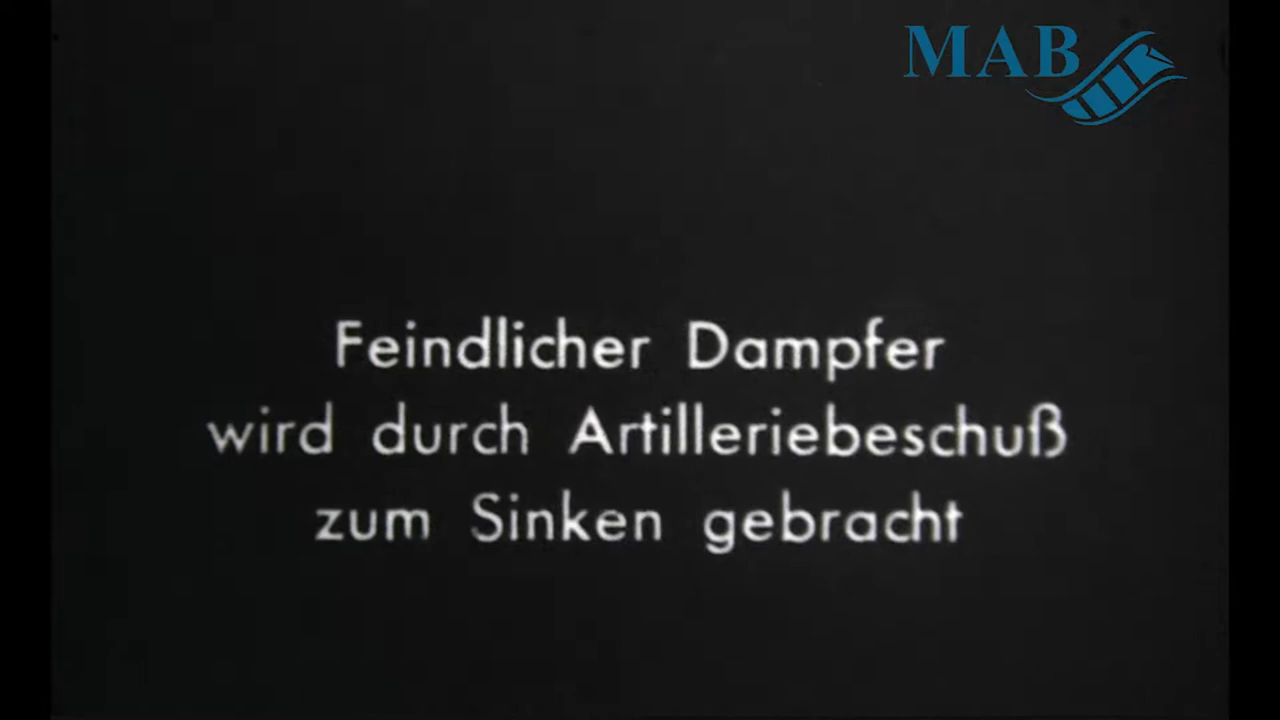 MAB
Feindlicher Dampfer
wird durch Artilleriebeschuß
zum Sinken gebracht